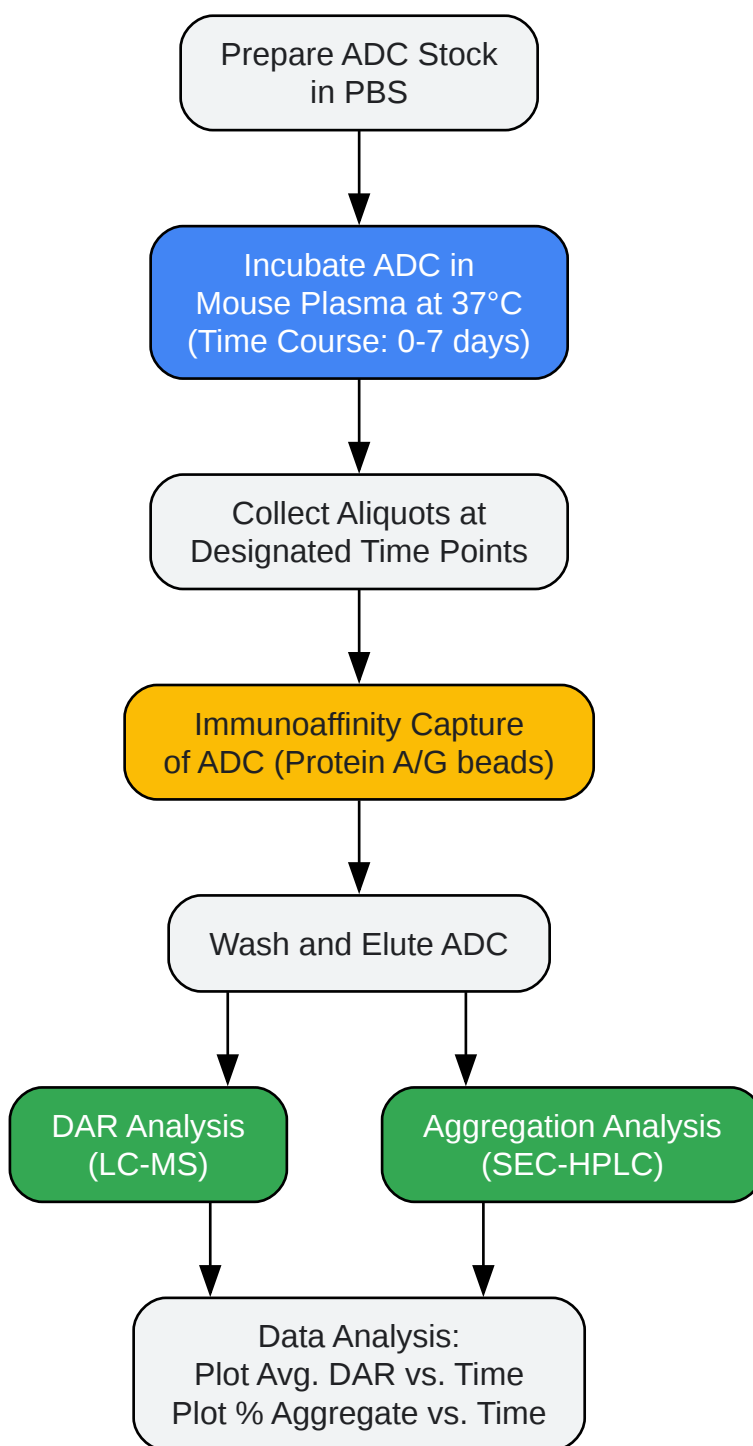 Prepare ADC Stock
in PBS
Incubate ADC in
Mouse Plasma at 37°C
(Time Course: 0-7 days)
Collect Aliquots at
Designated Time Points
Immunoaffinity Capture
of ADC (Protein A/G beads)
Wash and Elute ADC
DAR Analysis
(LC-MS)
Aggregation Analysis
(SEC-HPLC)
Data Analysis:
Plot Avg. DAR vs. Time
Plot % Aggregate vs. Time